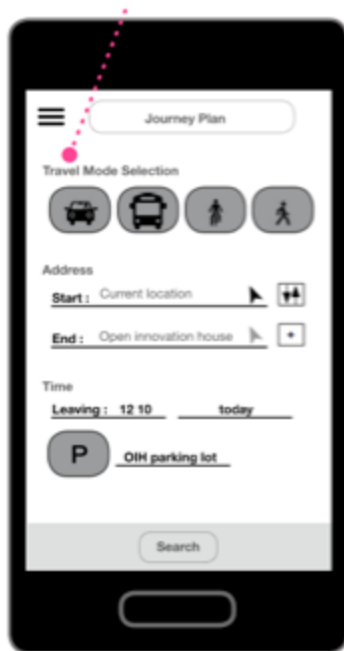 Journey Plan
Travel Mode Selection
Address
Start : Current location
End : Open innovation house
+
Time
Leaving : 12 10 today
P OIH parking lot
Search